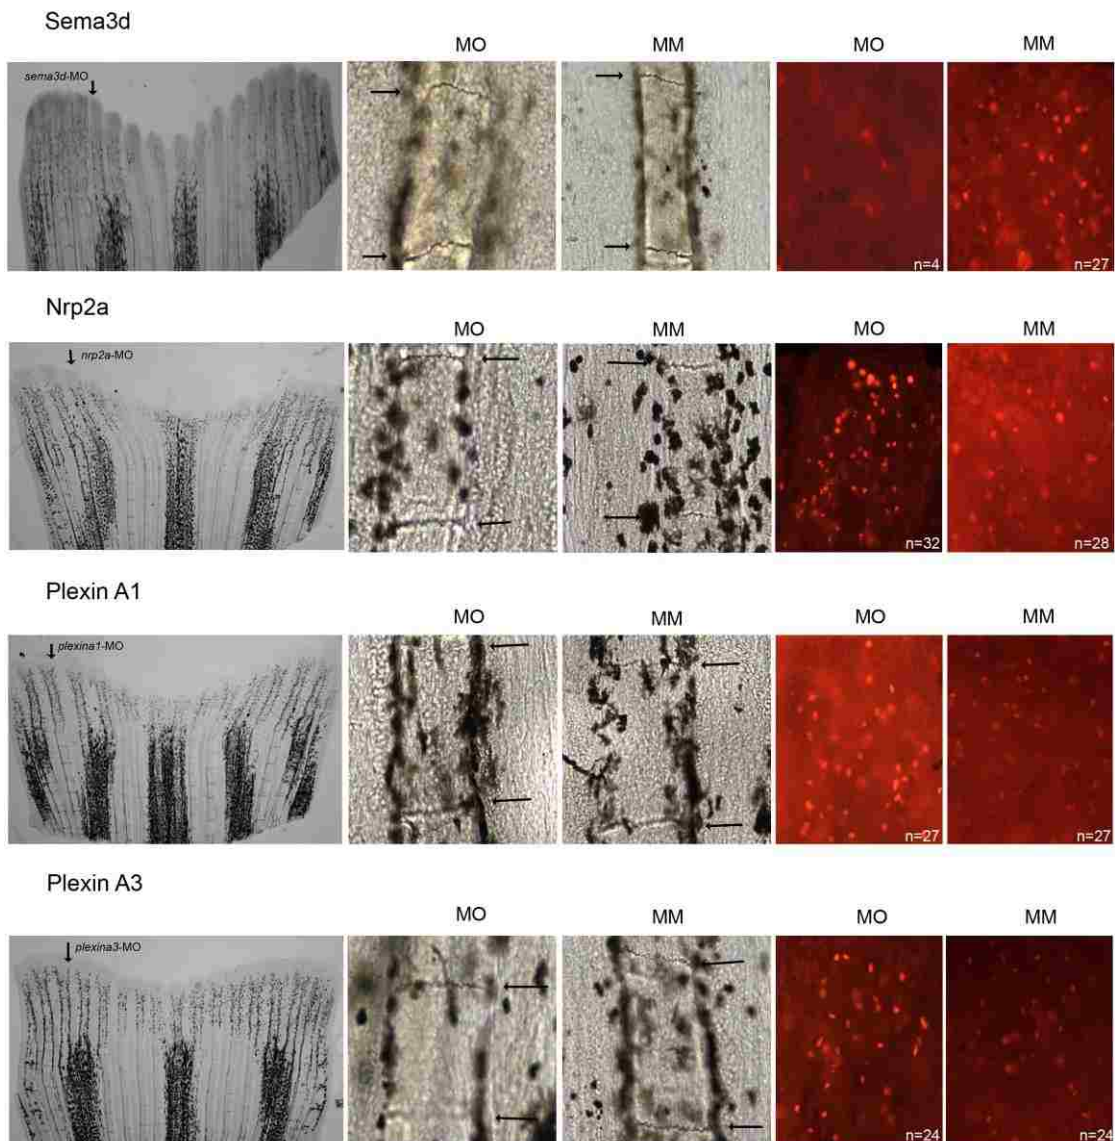 Sema3d
MO MM MO MM
sema3d-MO
n=4 n=27
Nrp2a
MO MM MO MM
nrp2a-MO
n=32 n=28
Plexin A1
MO MM MO MM
plexina1-MO
n=27 n=27
Plexin A3
MO MM MO MM
plexina3-MO
n=24 n=24